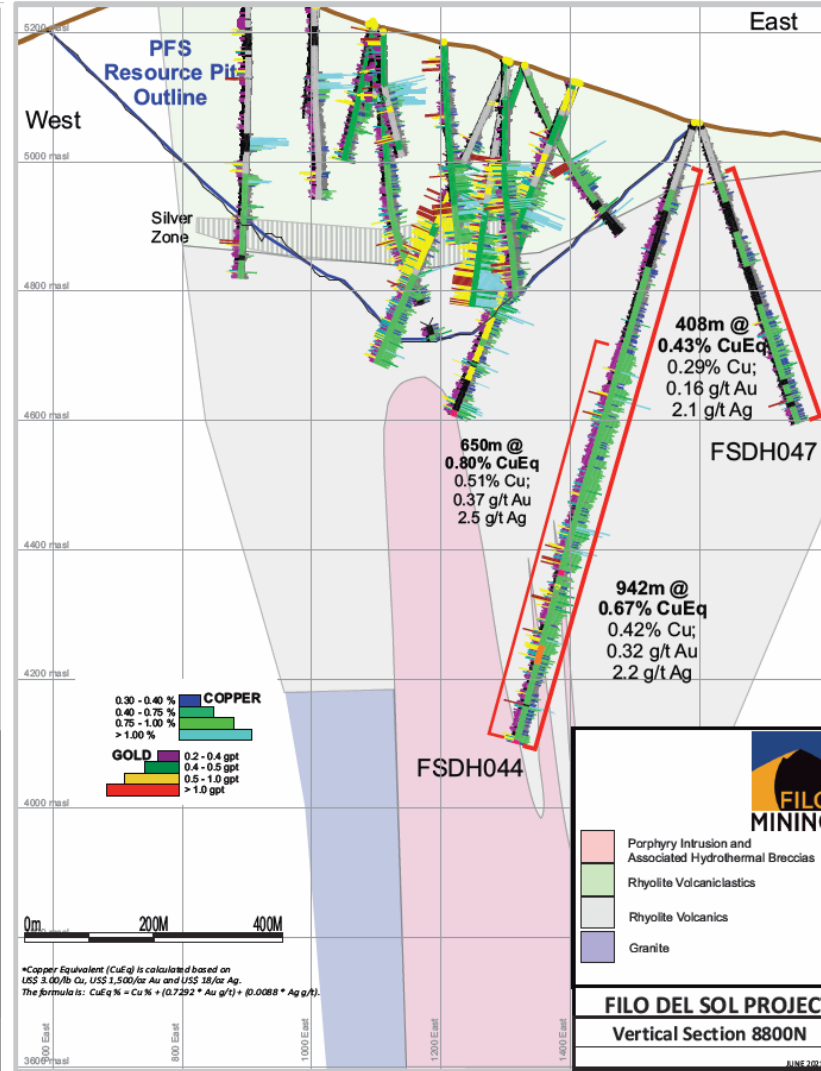 East
5200 masl
PFS
Resource Pit
Outline
West
5000 masl
Silver
Zone
4800 masl
408m @
0.43% CuEq
0.29% Cu;
0.16 g/t Au
2.1 g/t Ag
4600 masl
FSDH047
650m @
0.80% CuEq
0.51% Cu;
0.37 g/t Au
2.5 g/t Ag
4400 masl
942m @
0.67% CuEq
0.42% Cu;
0.32 g/t Au
2.2 g/t Ag
4200 masl
COPPER
0.30 - 0.40 %
0.40 - 0.75 %
0.75 - 1.00 %
> 1.00 %
GOLD
0.2 - 0.4 gpt
0.4 - 0.5 gpt
0.5 - 1.0 gpt
> 1.0 gpt
FSDH044
4000 masl
FILO
MINING
Porphyry Intrusion and
Associated Hydrothermal Breccias
Rhyolite Volcaniclastics
Rhyolite Volcanics
Granite
0m 200M 400M
*Copper Equivalent (CuEq) is calculated based on
US$ 3.00/lb Cu, US$ 1,500/oz Au and US$ 18/oz Ag.
The formula is: CuEq % = Cu % + (0.7292 * Au g/t) + (0.0088 * Ag g/t).
FILO DEL SOL PROJEC
Vertical Section 8800N
JUNE 202
3600 masl
East
800 East
1000 East
1200 East
1400 E